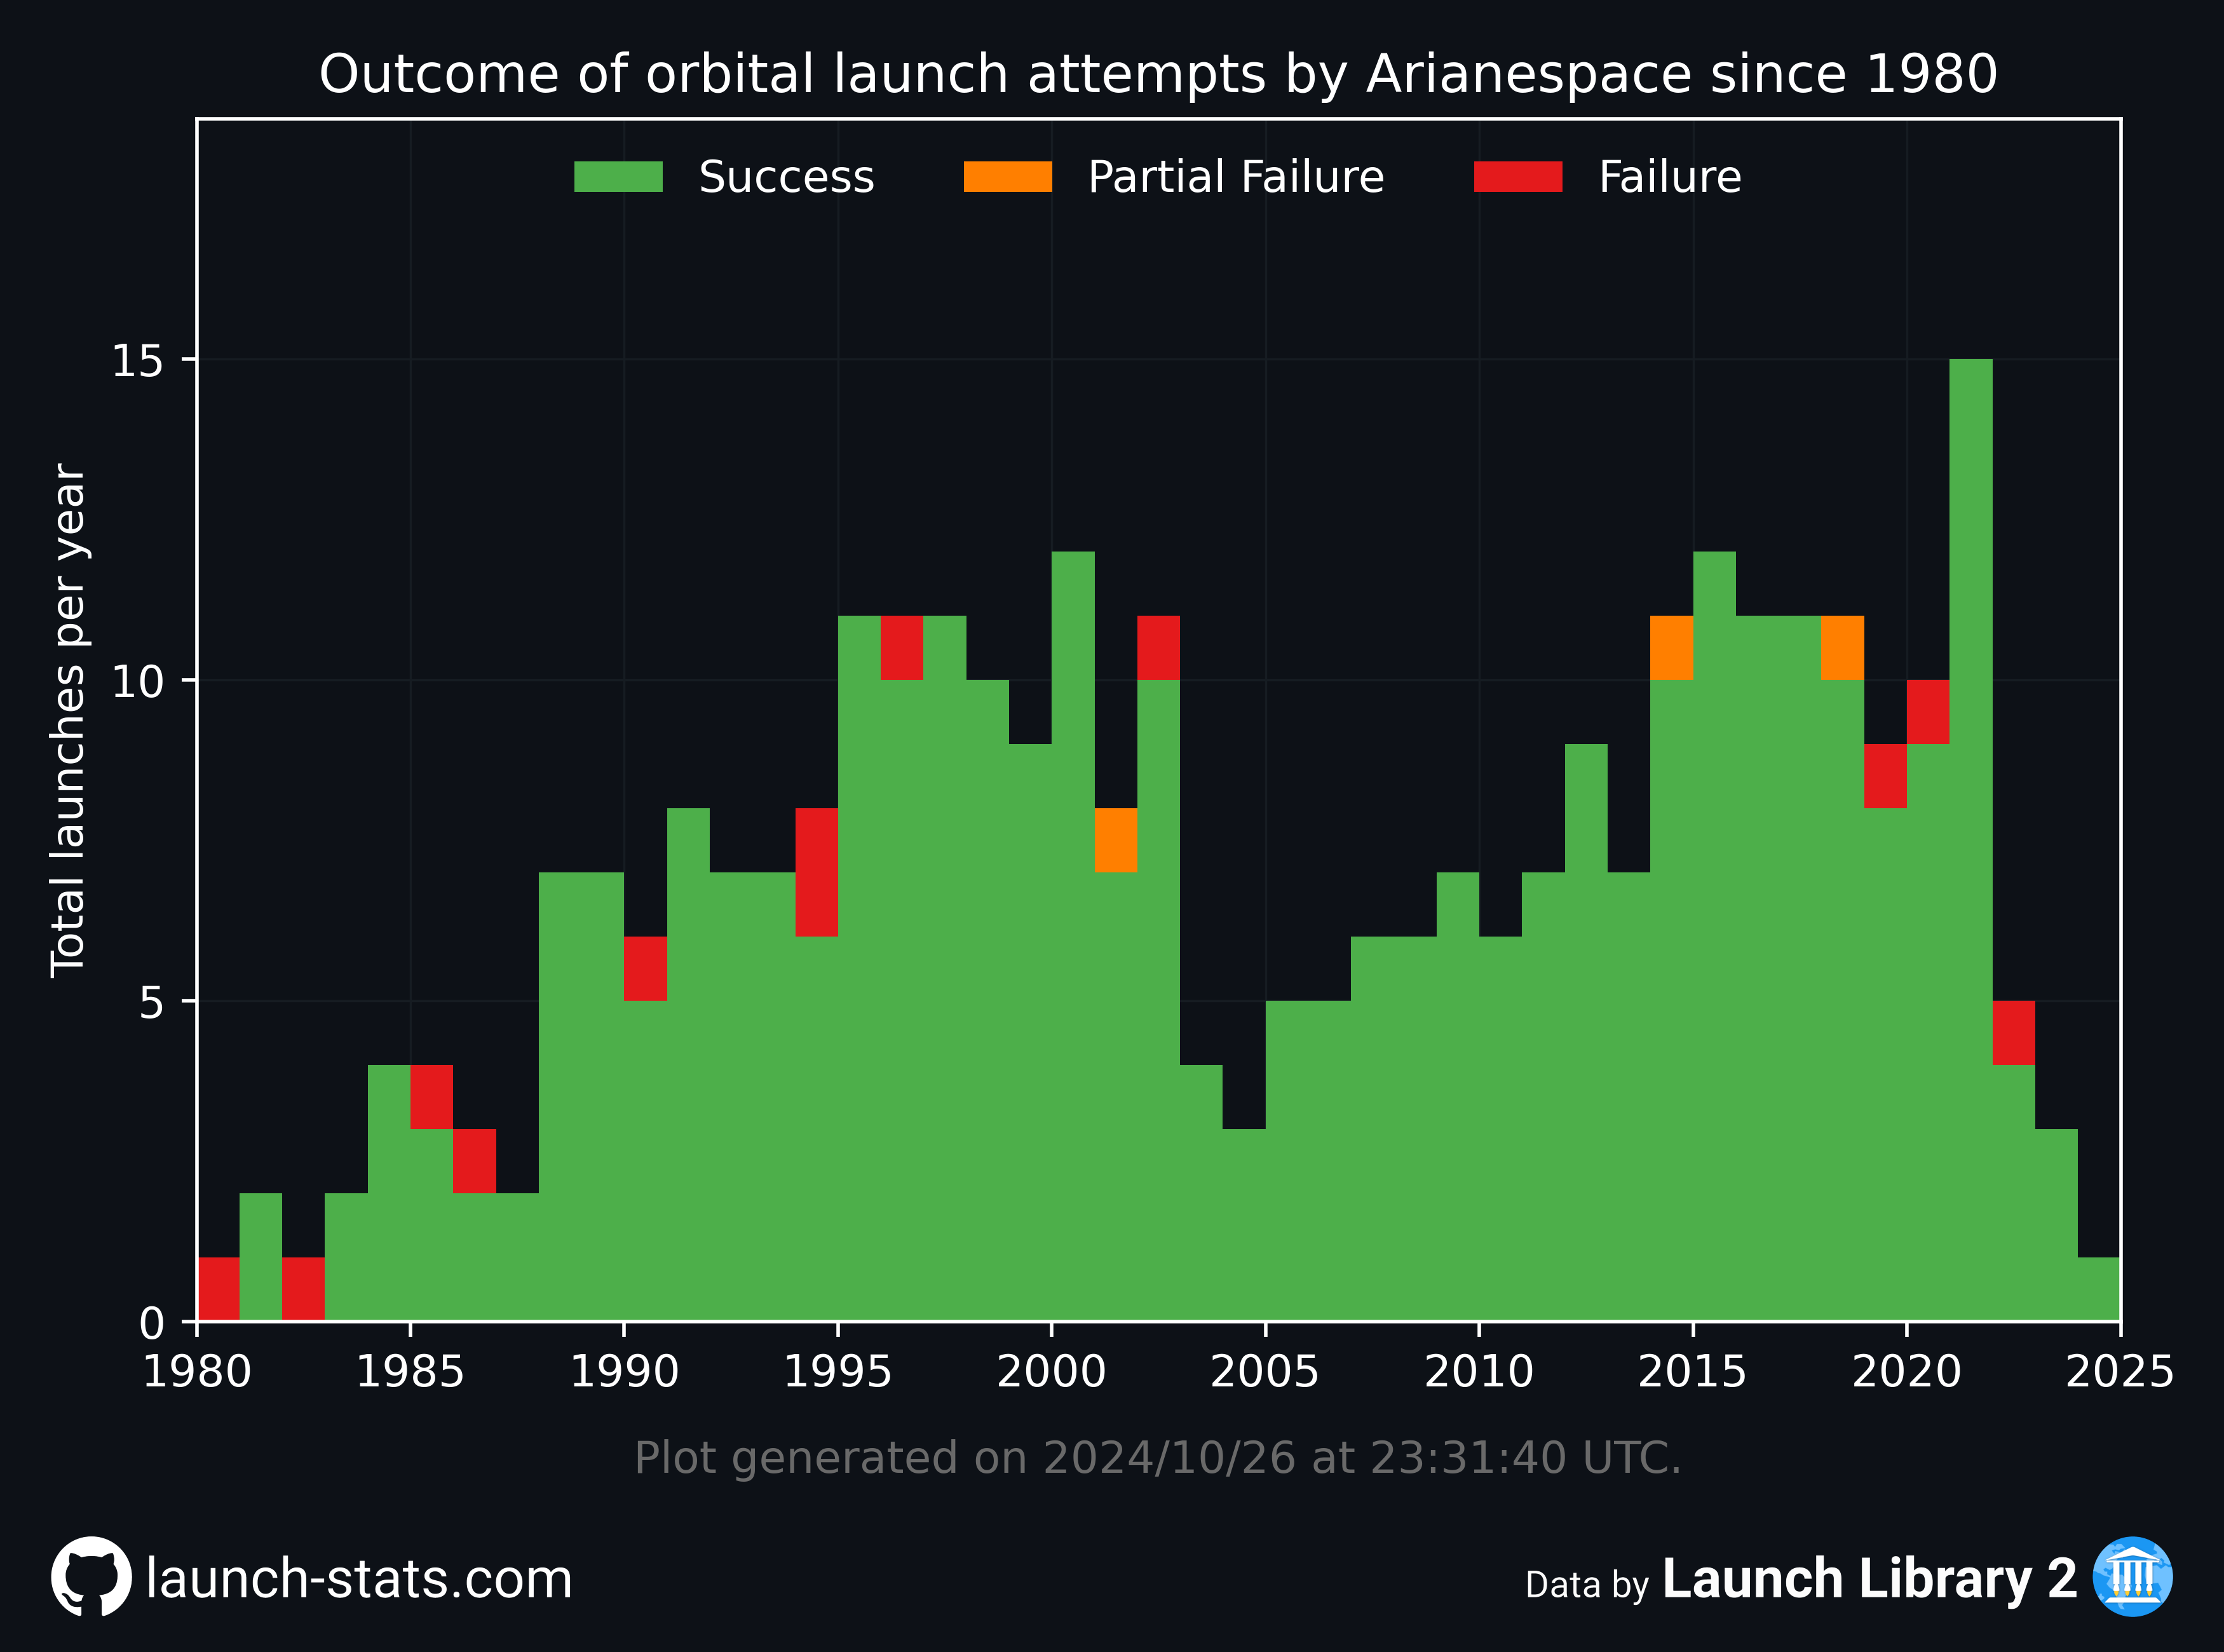 Outcome of orbital launch attempts by Arianespace since 1980
Success Partial Failure Failure
Total launches per year
15
10
5
0
1980 1985 1990 1995 2000 2005 2010 2015 2020 2025
Plot generated on 2024/10/26 at 23:31:40 UTC.
launch-stats.com
Data by Launch Library 2